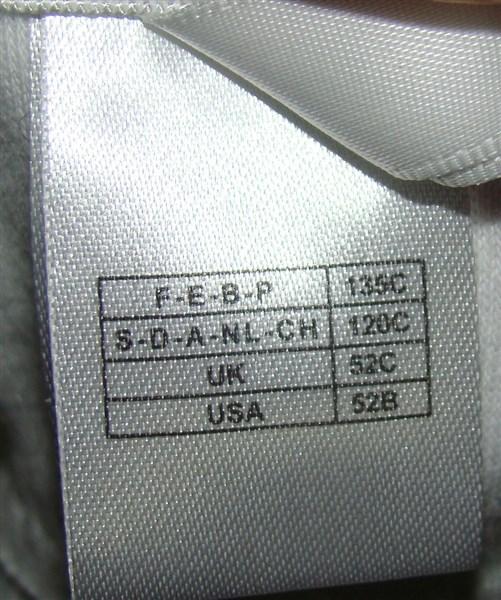 F-E-B-P 135C
S-D-A-NL-CH 120C
UK 52C
USA 52B